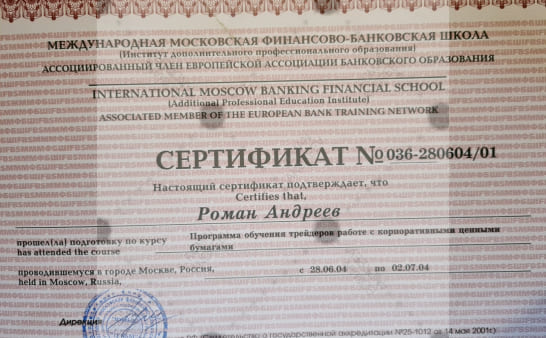 МЕЖДУНАРОДНАЯ МОСКОВСКАЯ ФИНАНСОВО-БАНКОВСКАЯ ШКОЛА
(Институт дополнительного профессионального образования)
АССОЦИИРОВАННЫЙ ЧЛЕН ЕВРОПЕЙСКОЙ АССОЦИАЦИИ БАНКОВСКОГО ОБРАЗОВАНИЯ
INTERNATIONAL MOSCOW BANKING FINANCIAL SCHOOL
(Additional Professional Education Institute)
ASSOCIATED MEMBER OF THE EUROPEAN BANK TRAINING NETWORK
СЕРТИФИКАТ № 036-280604/01
Настоящий сертификат подтверждает, что
Certifies that,
Роман Андреев
прошел(ла) подготовку по курсу Программа обучения трейдеров работе с корпоративными ценными
has attended the course бумагами
проводившемуся в городе Москве, Россия, с 28.06.04 по 02.07.04
held in Moscow, Russia,
Директор
о государственной аккредитации №25-1012 от 14 мая 2001г.)